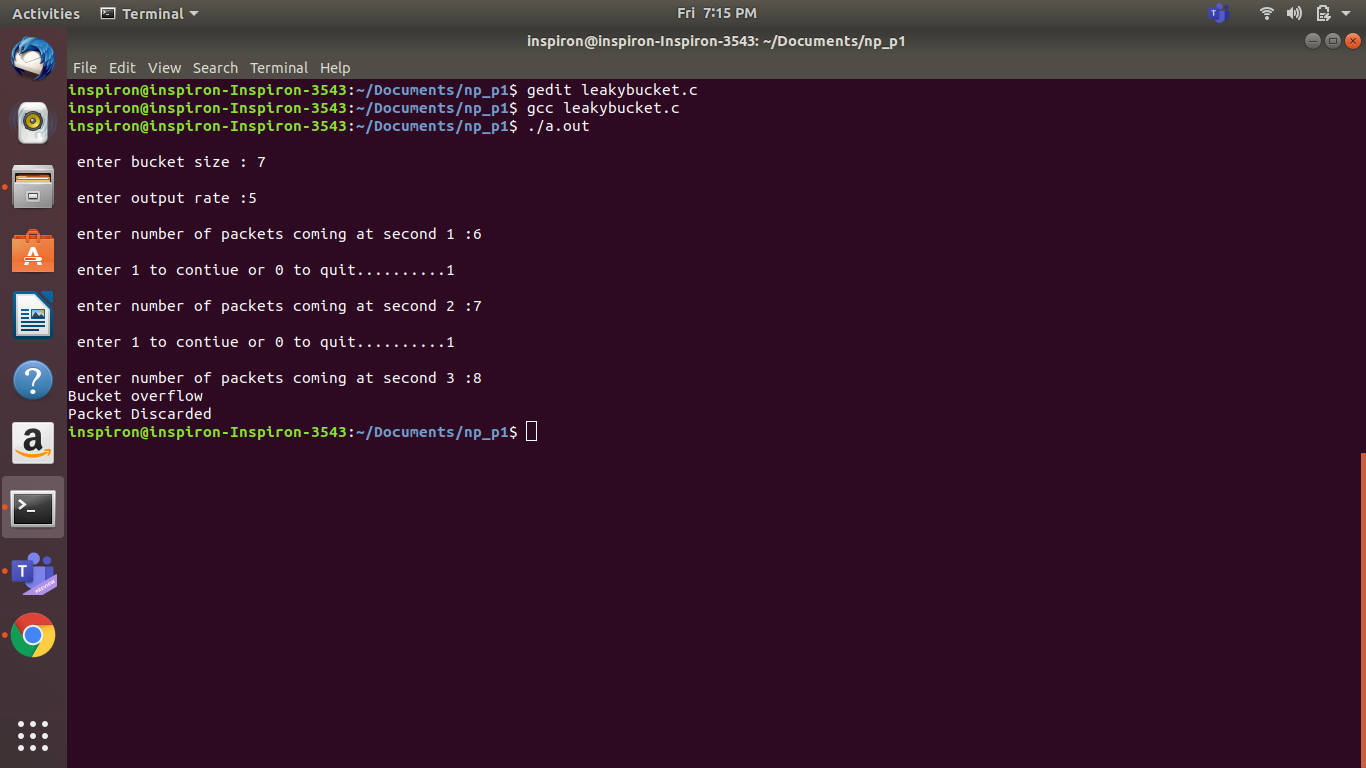 Activities
Terminal
Fri 7:15 PM
inspiron@inspiron-Inspiron-3543: ~/Documents/np_p1
File Edit View Search Terminal Help
inspiron@inspiron-Inspiron-3543:~/Documents/np_p1$ gedit leakybucket.c
inspiron@inspiron-Inspiron-3543:~/Documents/np_p1$ gcc leakybucket.c
inspiron@inspiron-Inspiron-3543:~/Documents/np_p1$ ./a.out
enter bucket size : 7
enter output rate :5
enter number of packets coming at second 1 :6
enter 1 to contiue or 0 to quit..........1
enter number of packets coming at second 2 :7
enter 1 to contiue or 0 to quit..........1
enter number of packets coming at second 3 :8
Bucket overflow
Packet Discarded
inspiron@inspiron-Inspiron-3543:~/Documents/np_p1$
T
PREVIEW